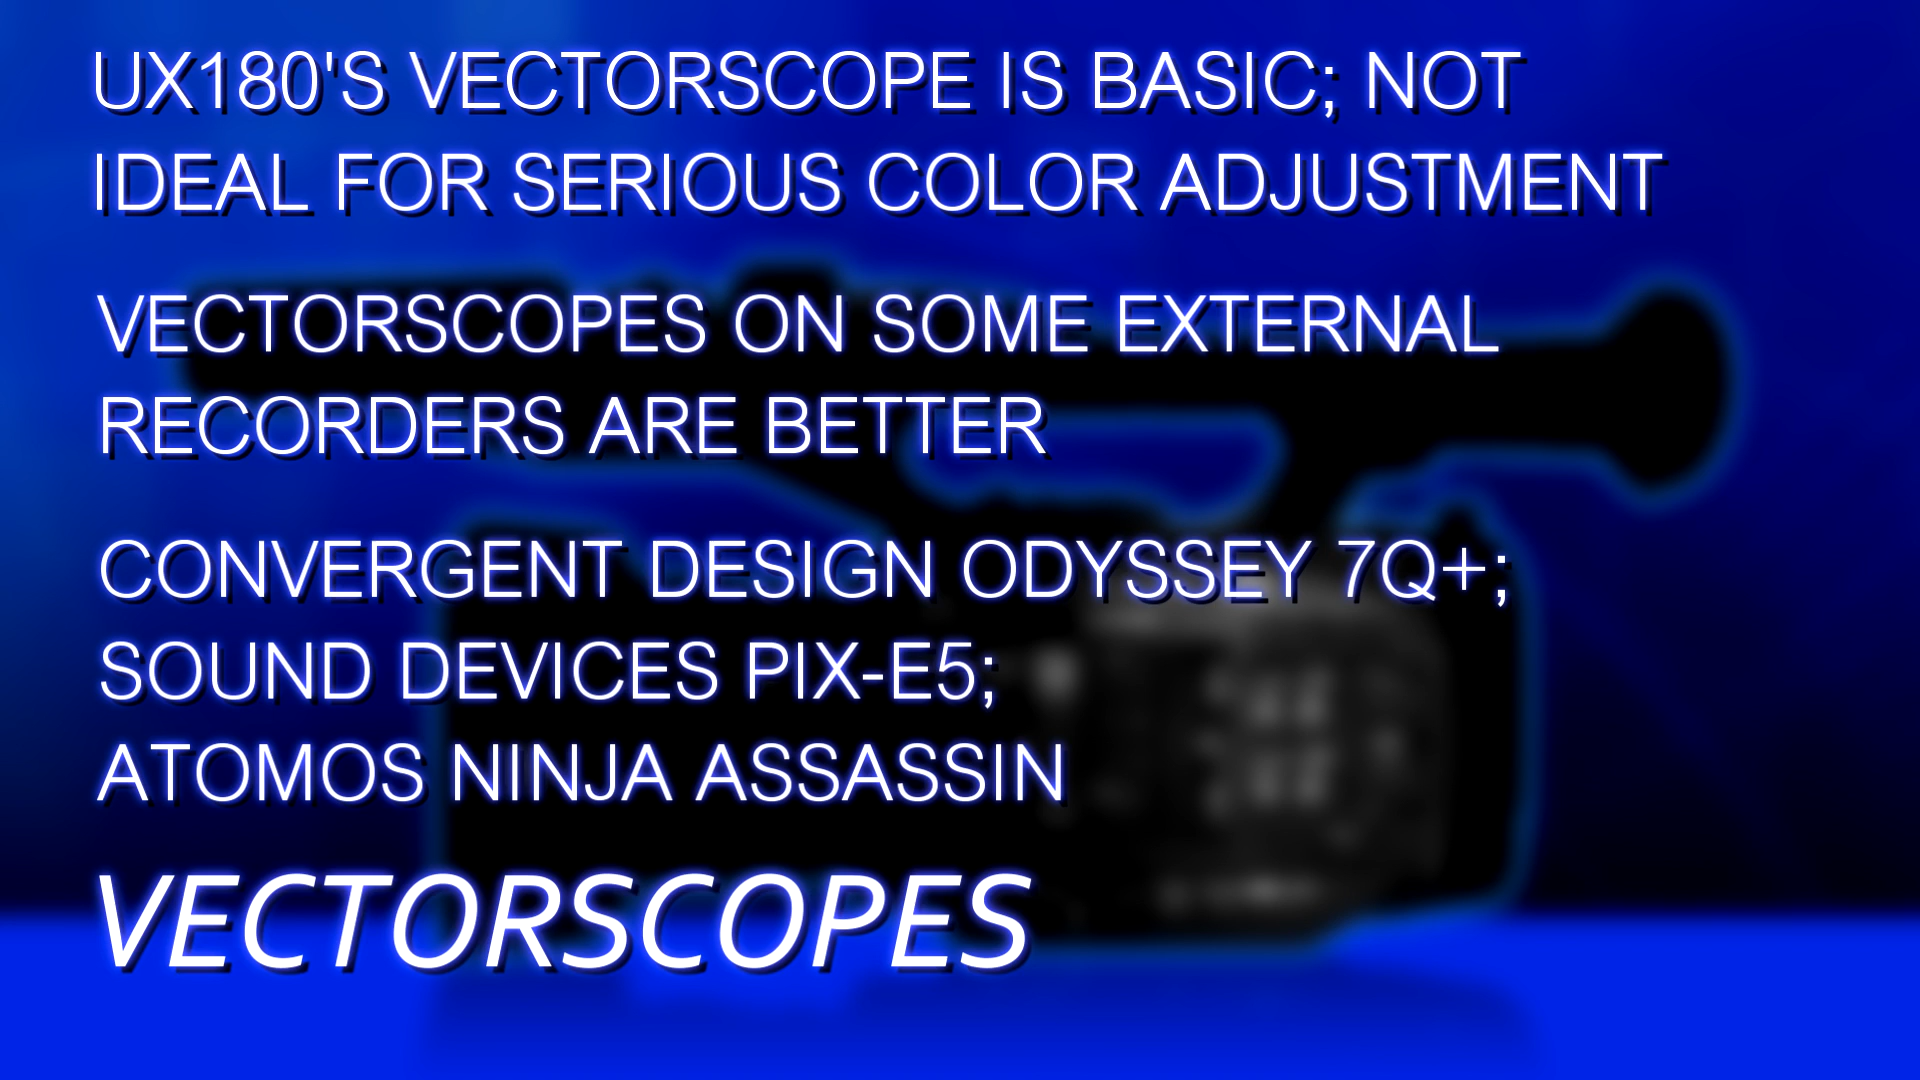 UX180'S VECTORSCOPE IS BASIC; NOT
IDEAL FOR SERIOUS COLOR ADJUSTMENT
VECTORSCOPES ON SOME EXTERNAL
RECORDERS ARE BETTER
CONVERGENT DESIGN ODYSSEY 7Q+;
SOUND DEVICES PIX-E5;
ATOMOS NINJA ASSASSIN
VECTORSCOPES